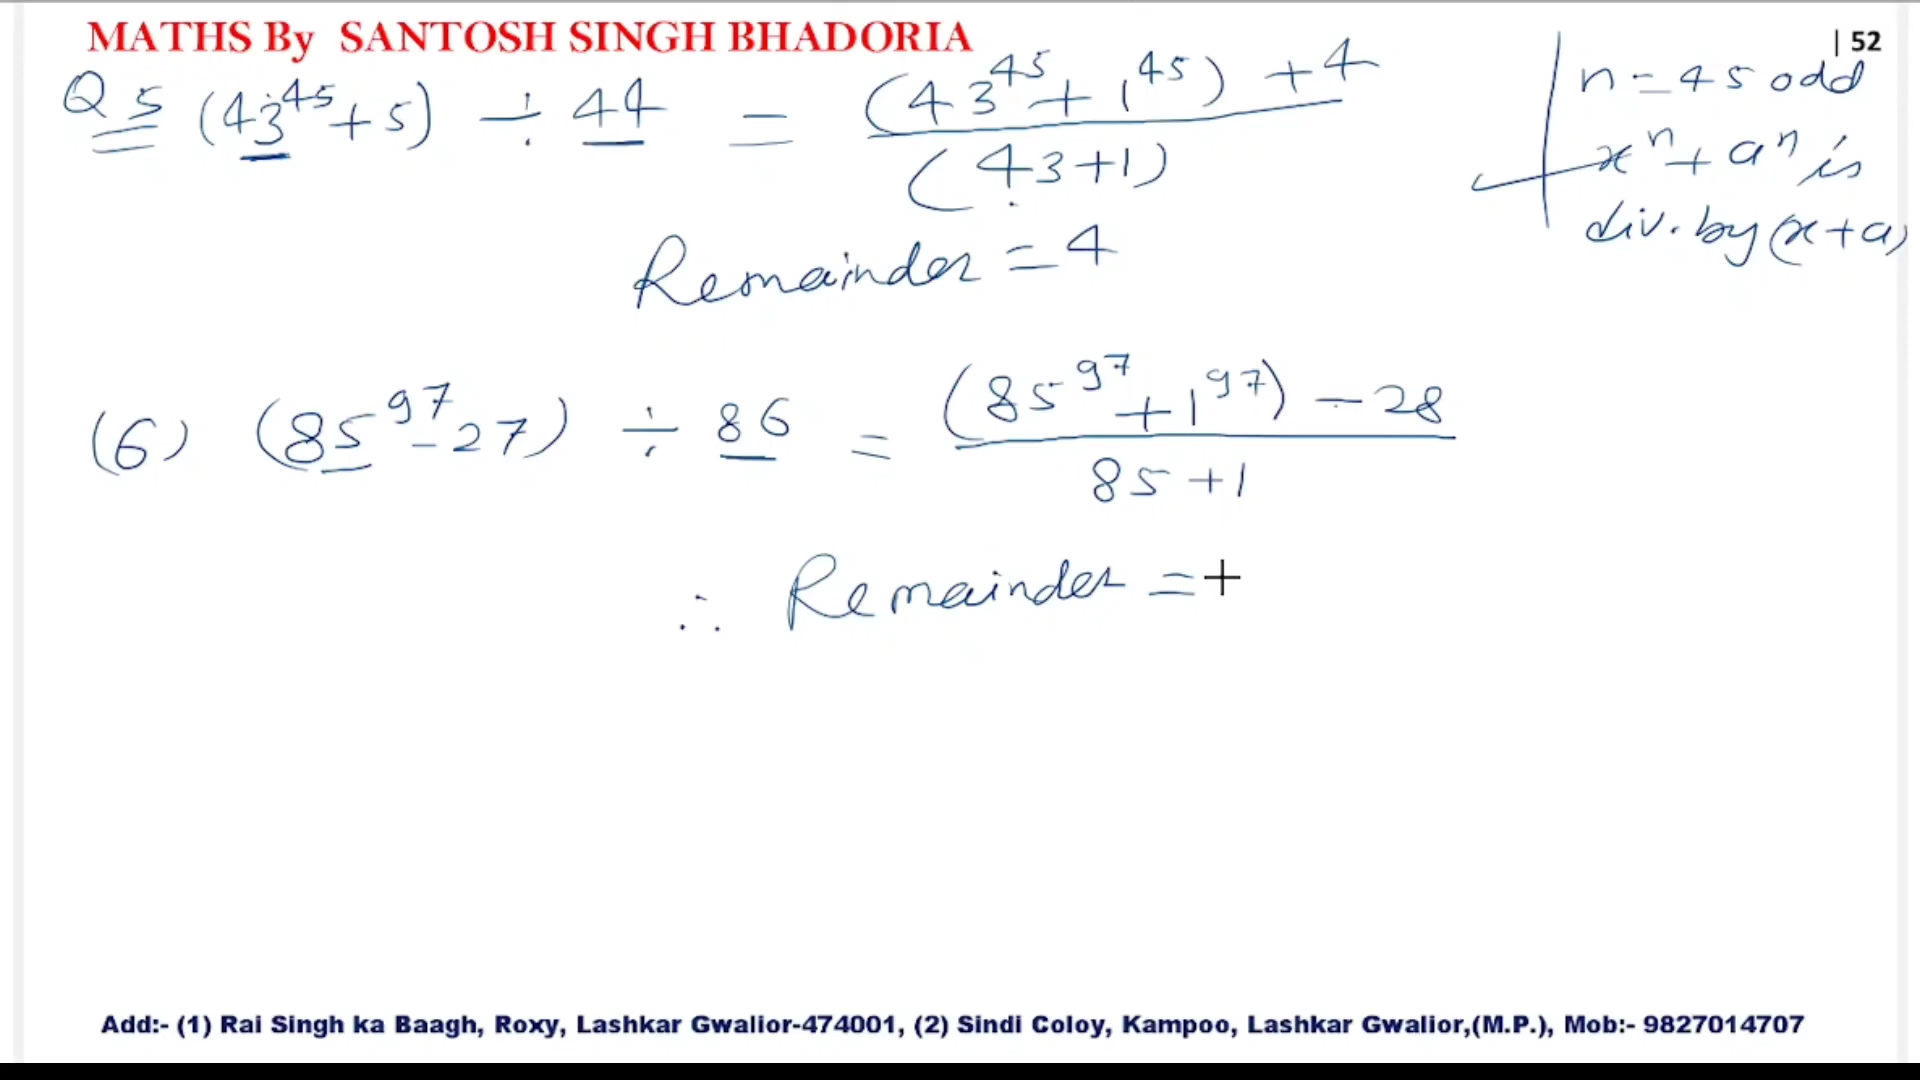 MATHS By SANTOSH SINGH BHADORIA
| 52
Q 5 (43^45 + 5) ÷ 44 = (43^45 + 1^45) + 4
(43+1)
n = 45 odd
x^n + a^n is
div. by (x+a)
Remainder = 4
(6) (85^97 - 27) ÷ 86 = (85^97 + 1^97) - 28
85 + 1
∴ Remainder =
Add:- (1) Rai Singh ka Baagh, Roxy, Lashkar Gwalior-474001, (2) Sindi Coloy, Kampoo, Lashkar Gwalior,(M.P.), Mob:- 9827014707